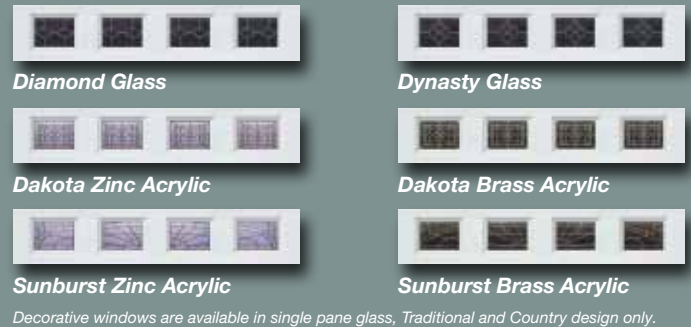 Diamond Glass
Dynasty Glass
Dakota Zinc Acrylic
Dakota Brass Acrylic
Sunburst Zinc Acrylic
Sunburst Brass Acrylic
Decorative windows are available in single pane glass, Traditional and Country design only.